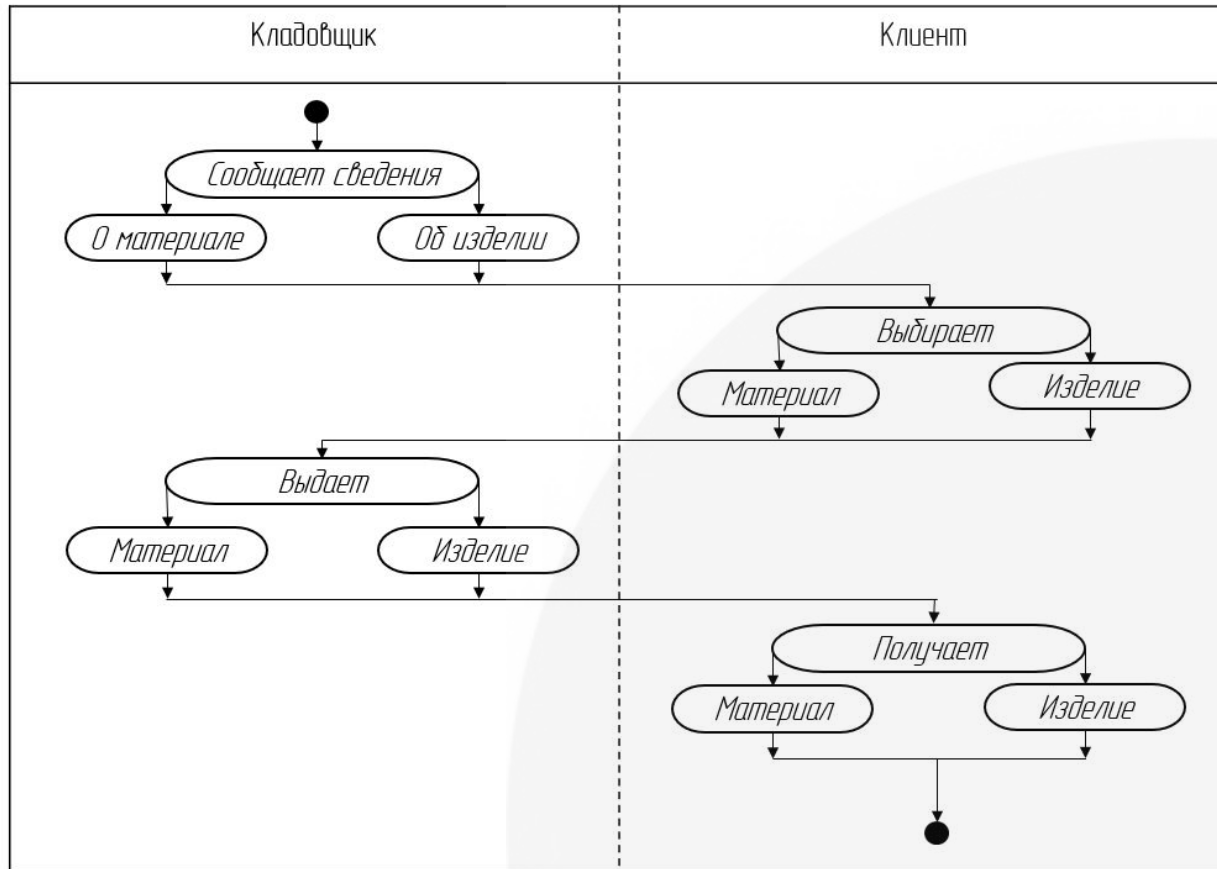 Кладовщик
Клиент
Сообщает сведения
О материале
Об изделии
Выбирает
Материал
Изделие
Выдает
Материал
Изделие
Получает
Материал
Изделие